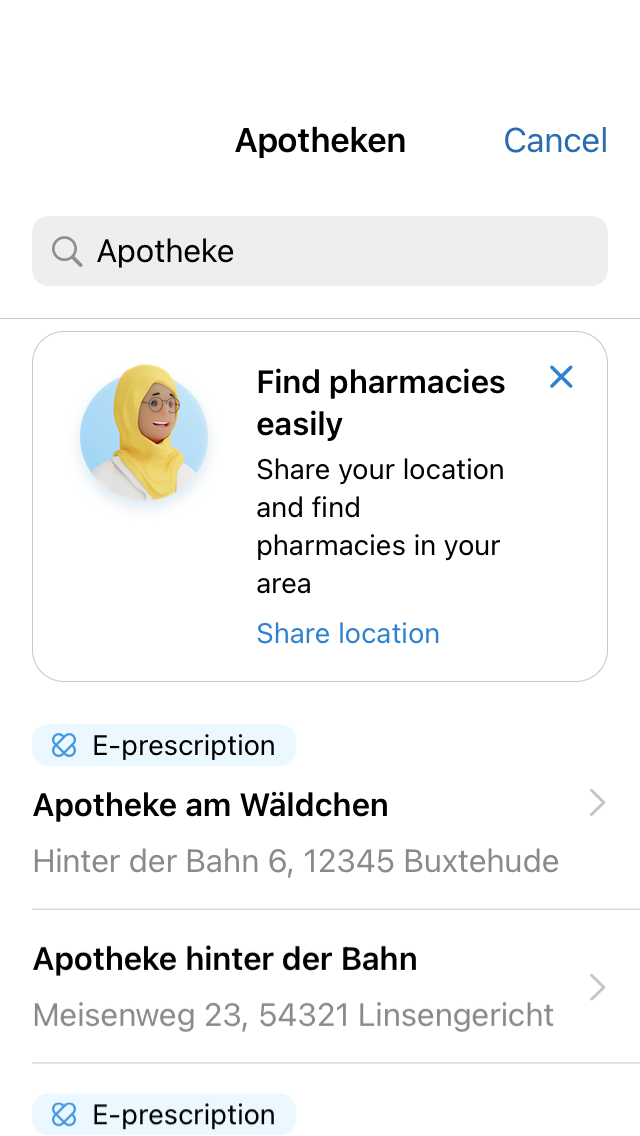 Apotheken
Cancel
Apotheke
Find pharmacies
easily
Share your location
and find
pharmacies in your
area
Share location
E-prescription
Apotheke am Wäldchen
Hinter der Bahn 6, 12345 Buxtehude
Apotheke hinter der Bahn
Meisenweg 23, 54321 Linsengericht
E-prescription